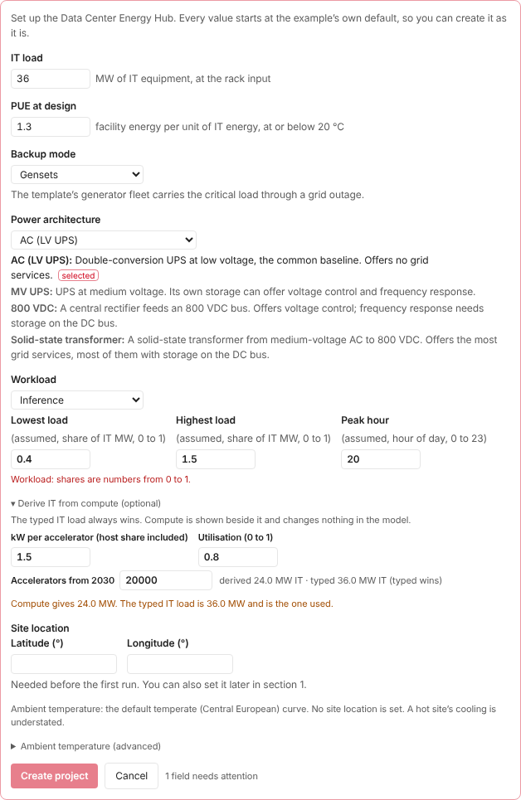 Set up the Data Center Energy Hub. Every value starts at the example's own default, so you can create it as
it is.
IT load
36 MW of IT equipment, at the rack input
PUE at design
1.3 facility energy per unit of IT energy, at or below 20 °C
Backup mode
Gensets
The template's generator fleet carries the critical load through a grid outage.
Power architecture
AC (LV UPS)
AC (LV UPS): Double-conversion UPS at low voltage, the common baseline. Offers no grid
services. selected
MV UPS: UPS at medium voltage. Its own storage can offer voltage control and frequency response.
800 VDC: A central rectifier feeds an 800 VDC bus. Offers voltage control; frequency response needs
storage on the DC bus.
Solid-state transformer: A solid-state transformer from medium-voltage AC to 800 VDC. Offers the most
grid services, most of them with storage on the DC bus.
Workload
Inference
Lowest load Highest load Peak hour
(assumed, share of IT MW, 0 to 1) (assumed, share of IT MW, 0 to 1) (assumed, hour of day, 0 to 23)
0.4 1.5 20
Workload: shares are numbers from 0 to 1.
▾ Derive IT from compute (optional)
The typed IT load always wins. Compute is shown beside it and changes nothing in the model.
kW per accelerator (host share included) Utilisation (0 to 1)
1.5 0.8
Accelerators from 2030 20000 derived 24.0 MW IT · typed 36.0 MW IT (typed wins)
Compute gives 24.0 MW. The typed IT load is 36.0 MW and is the one used.
Site location
Latitude (°) Longitude (°)
Needed before the first run. You can also set it later in section 1.
Ambient temperature: the default temperate (Central European) curve. No site location is set. A hot site's cooling is
understated.
▸ Ambient temperature (advanced)
Create project Cancel 1 field needs attention